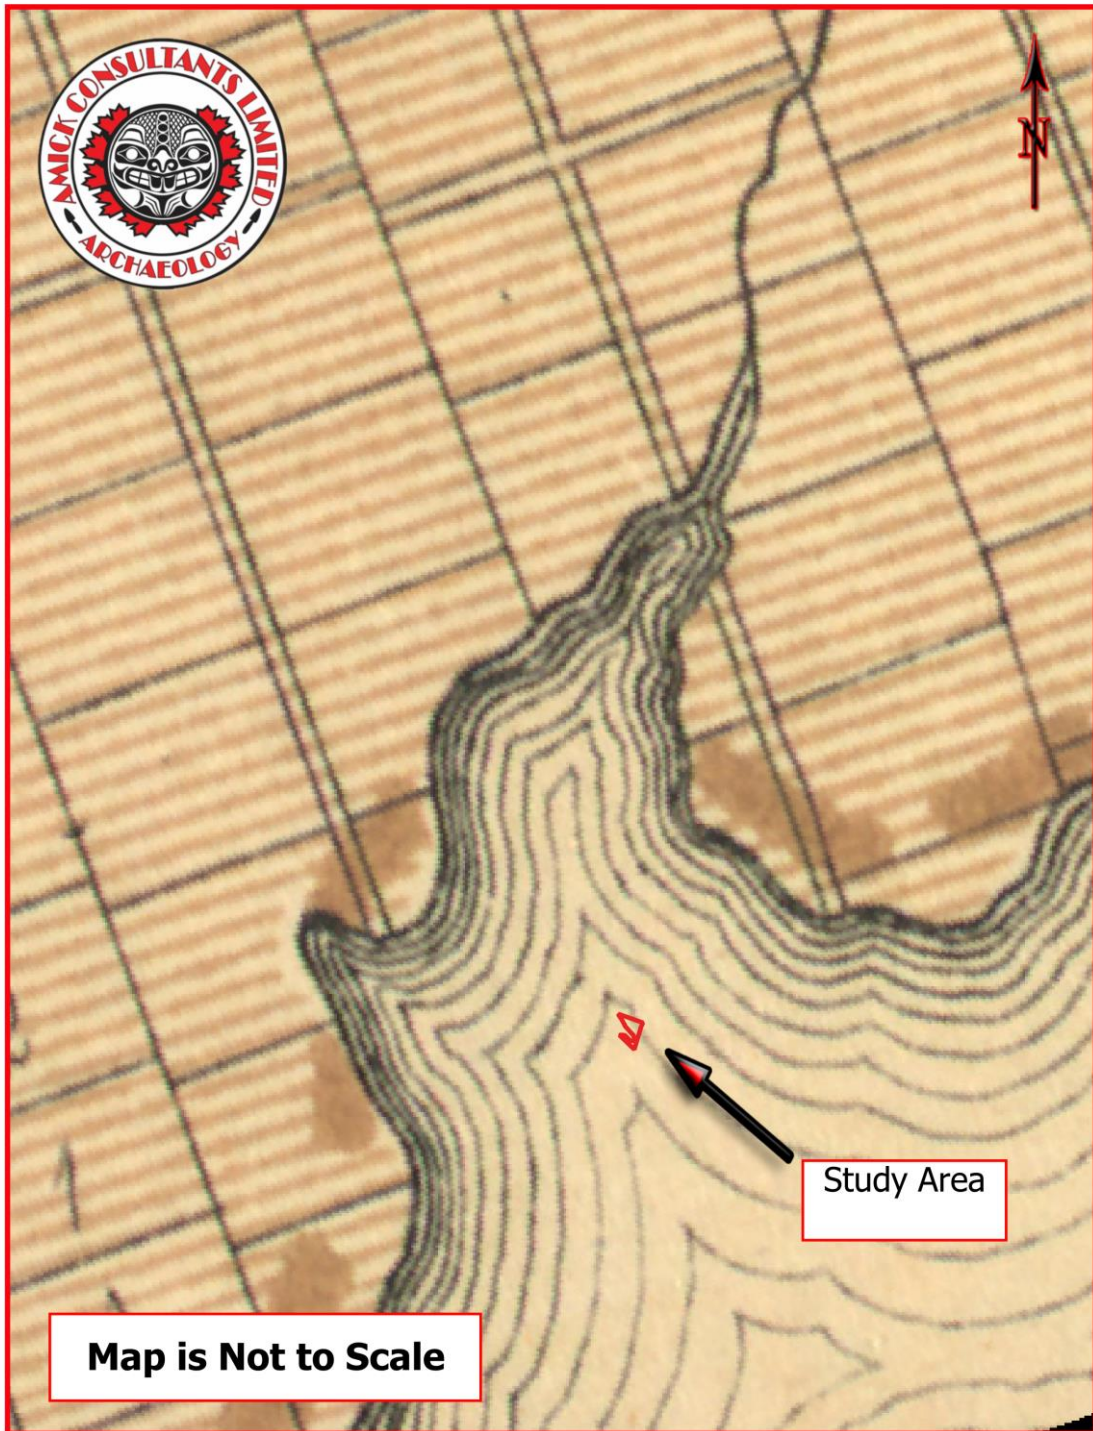 AMICK CONSULTANTS LIMITED
ARCHAEOLOGY
N
Study Area
Map is Not to Scale